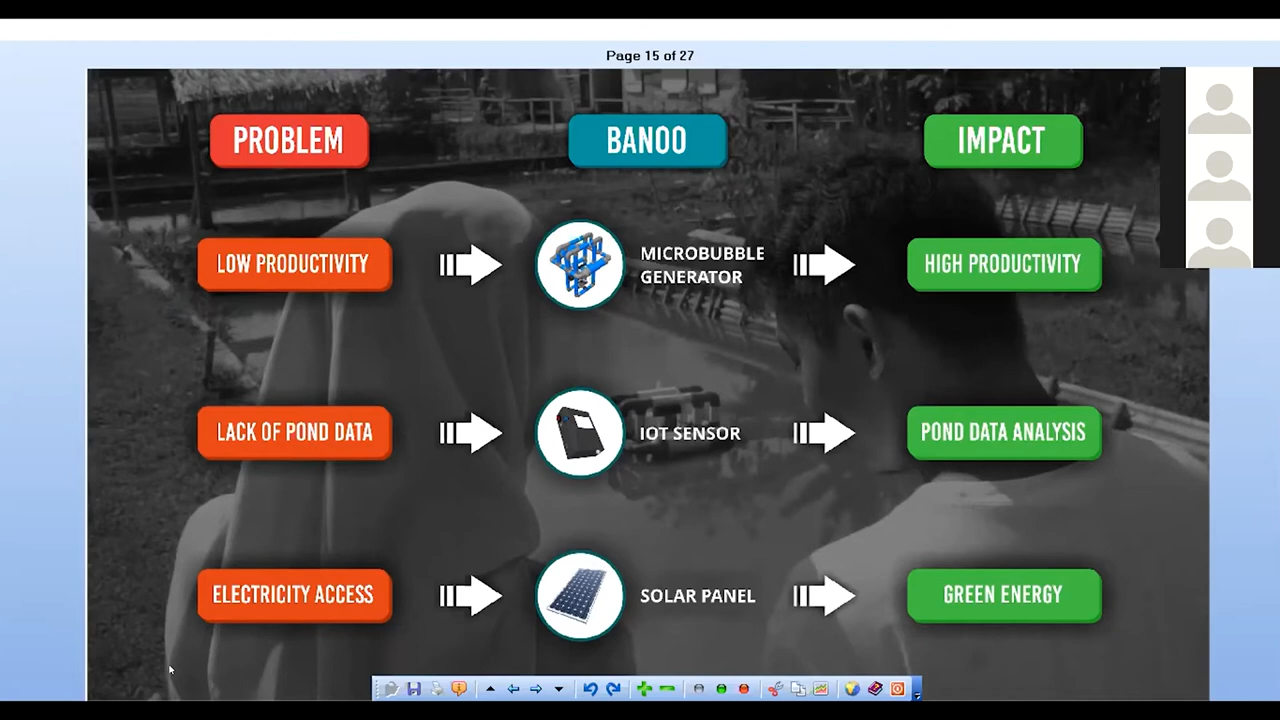 Page 15 of 27
PROBLEM
BANOO
IMPACT
LOW PRODUCTIVITY
MICROBUBBLE
GENERATOR
HIGH PRODUCTIVITY
LACK OF POND DATA
IOT SENSOR
POND DATA ANALYSIS
ELECTRICITY ACCESS
SOLAR PANEL
GREEN ENERGY